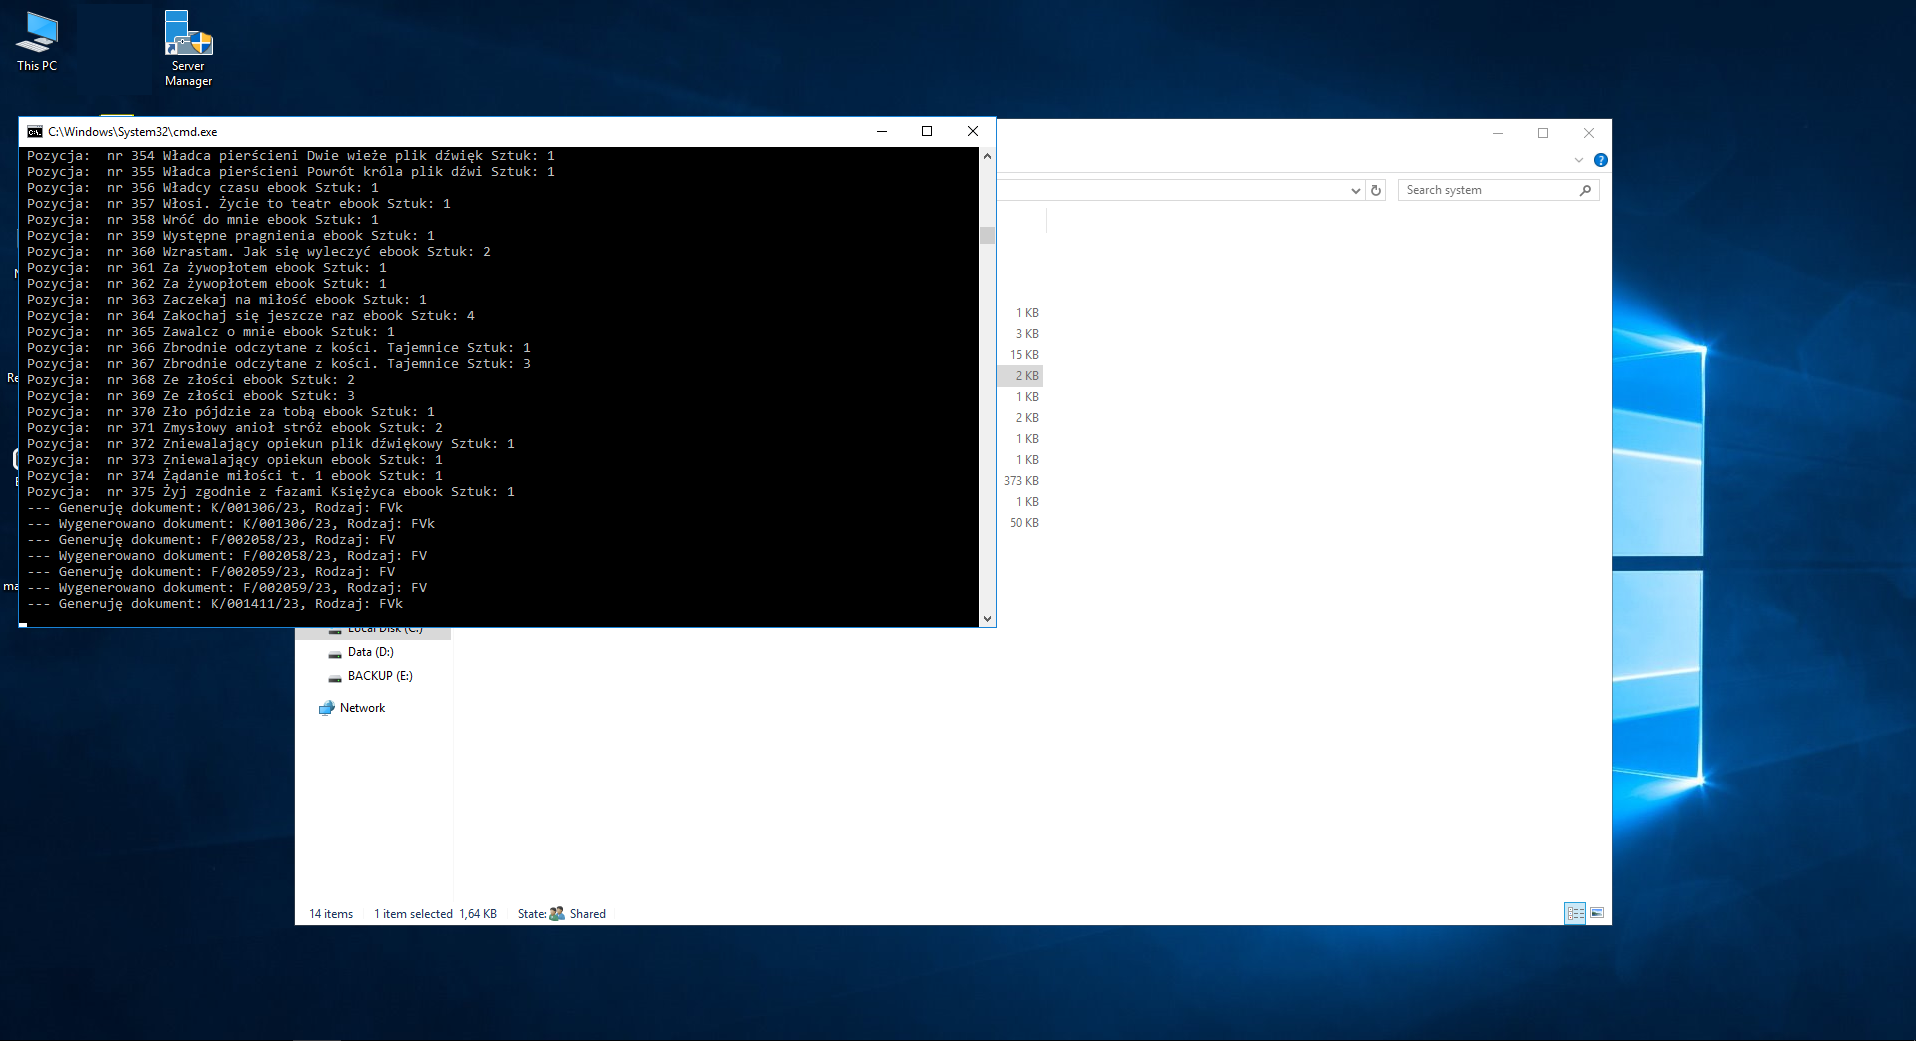 This PC
Server
Manager
C:\Windows\System32\cmd.exe
Pozycja:  nr 354 Władca pierścieni Dwie wieże plik dźwięk Sztuk: 1
Pozycja:  nr 355 Władca pierścieni Powrót króla plik dźwi Sztuk: 1
Pozycja:  nr 356 Władcy czasu ebook Sztuk: 1
Pozycja:  nr 357 Włosi. Życie to teatr ebook Sztuk: 1
Pozycja:  nr 358 Wróć do mnie ebook Sztuk: 1
Pozycja:  nr 359 Występne pragnienia ebook Sztuk: 1
Pozycja:  nr 360 Wzrastam. Jak się wyleczyć ebook Sztuk: 2
Pozycja:  nr 361 Za żywopłotem ebook Sztuk: 1
Pozycja:  nr 362 Za żywopłotem ebook Sztuk: 1
Pozycja:  nr 363 Zaczekaj na miłość ebook Sztuk: 1
Pozycja:  nr 364 Zakochaj się jeszcze raz ebook Sztuk: 4
Pozycja:  nr 365 Zawalcz o mnie ebook Sztuk: 1
Pozycja:  nr 366 Zbrodnie odczytane z kości. Tajemnice Sztuk: 1
Pozycja:  nr 367 Zbrodnie odczytane z kości. Tajemnice Sztuk: 3
Pozycja:  nr 368 Ze złości ebook Sztuk: 2
Pozycja:  nr 369 Ze złości ebook Sztuk: 3
Pozycja:  nr 370 Zło pójdzie za tobą ebook Sztuk: 1
Pozycja:  nr 371 Zmysłowy anioł stróż ebook Sztuk: 2
Pozycja:  nr 372 Zniewalający opiekun plik dźwiękowy Sztuk: 1
Pozycja:  nr 373 Zniewalający opiekun ebook Sztuk: 1
Pozycja:  nr 374 Żądanie miłości t. 1 ebook Sztuk: 1
Pozycja:  nr 375 Żyj zgodnie z fazami Księżyca ebook Sztuk: 1
--- Generuję dokument: K/001306/23, Rodzaj: FVk
--- Wygenerowano dokument: K/001306/23, Rodzaj: FVk
--- Generuję dokument: F/002058/23, Rodzaj: FV
--- Wygenerowano dokument: F/002058/23, Rodzaj: FV
--- Generuję dokument: F/002059/23, Rodzaj: FV
--- Wygenerowano dokument: F/002059/23, Rodzaj: FV
--- Generuję dokument: K/001411/23, Rodzaj: FVk
Search system
1 KB
3 KB
15 KB
2 KB
1 KB
2 KB
1 KB
1 KB
373 KB
1 KB
50 KB
Re
ma
Local Disk (C:)
Data (D:)
BACKUP (E:)
Network
14 items 1 item selected 1,64 KB State: Shared